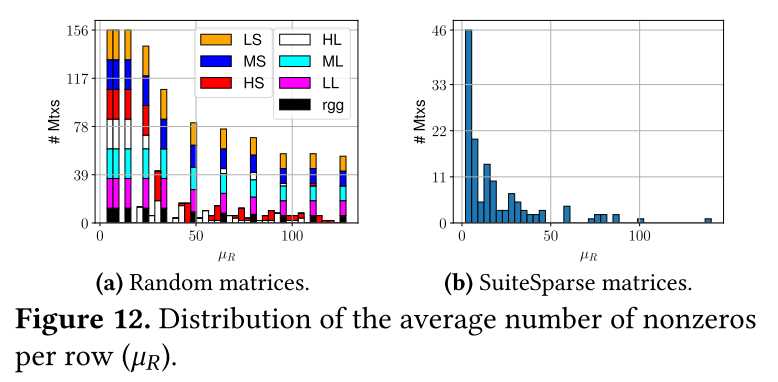 156
117
78
39
0
# Mtxs
LS
MS
HS
HL
ML
LL
rgg
0
50
100
μR
(a) Random matrices.
46
33
22
11
0
# Mtxs
0
50
100
μR
(b) SuiteSparse matrices.
Figure 12. Distribution of the average number of nonzeros
per row (μR).